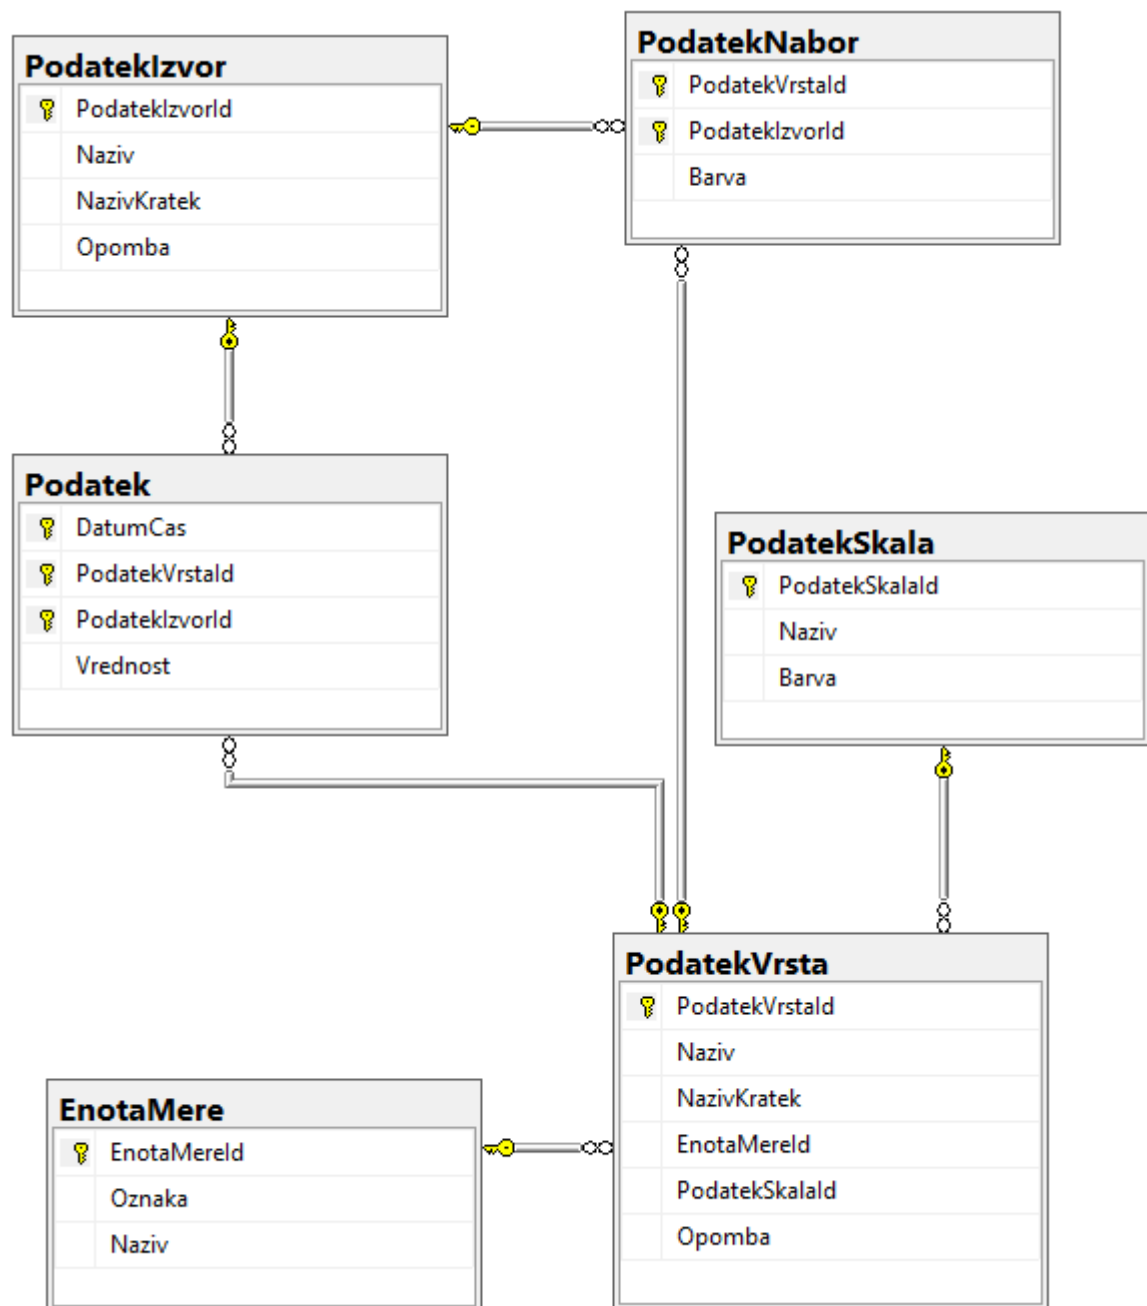 PodatekIzvor
PodatekIzvorId
Naziv
NazivKratek
Opomba
PodatekNabor
PodatekVrstaId
PodatekIzvorId
Barva
Podatek
DatumCas
PodatekVrstaId
PodatekIzvorId
Vrednost
PodatekSkala
PodatekSkalaId
Naziv
Barva
PodatekVrsta
PodatekVrstaId
Naziv
NazivKratek
EnotaMereId
PodatekSkalaId
Opomba
EnotaMere
EnotaMereId
Oznaka
Naziv